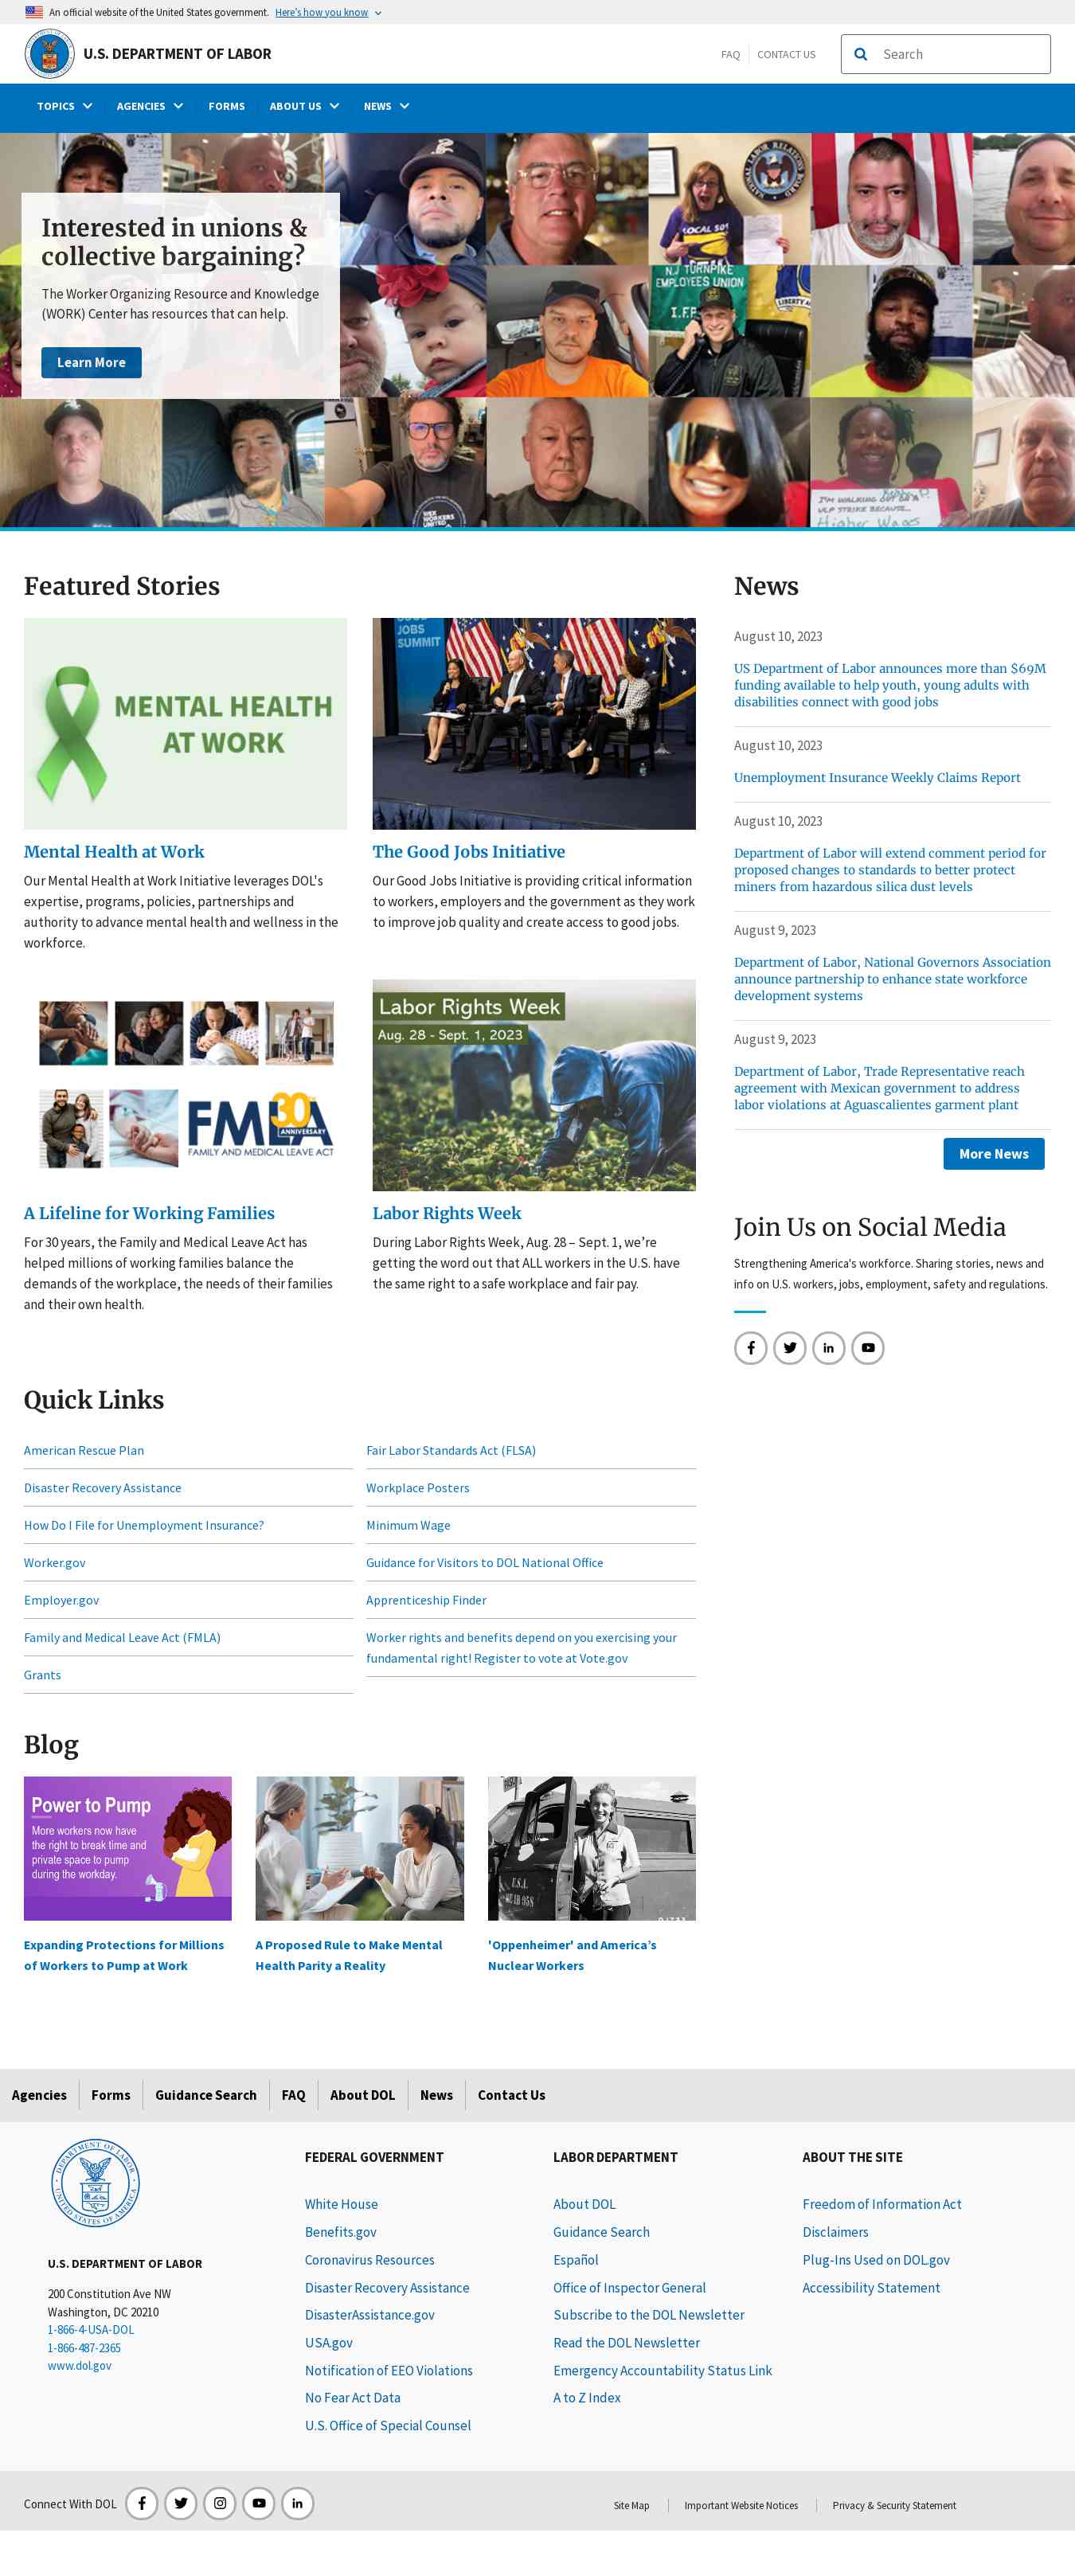 An official website of the United States government. Here's how you know
U.S. DEPARTMENT OF LABOR
FAQ
CONTACT US
Search
TOPICS
AGENCIES
FORMS
ABOUT US
NEWS
Interested in unions &
collective bargaining?
The Worker Organizing Resource and Knowledge
(WORK) Center has resources that can help.
Learn More
LOCAL
N.J. TURNPIKE
EMPLOYEES UNION
I'M WALKING OUT ON A
ULP STRIKE BECAUSE...
Higher Wages
Featured Stories
MENTAL HEALTH
AT WORK
Mental Health at Work
Our Mental Health at Work Initiative leverages DOL's
expertise, programs, policies, partnerships and
authority to advance mental health and wellness in the
workforce.
GOOD
JOBS
SUMMIT
The Good Jobs Initiative
Our Good Jobs Initiative is providing critical information
to workers, employers and the government as they work
to improve job quality and create access to good jobs.
30
ANNIVERSARY
FMLA
FAMILY AND MEDICAL LEAVE ACT
A Lifeline for Working Families
For 30 years, the Family and Medical Leave Act has
helped millions of working families balance the
demands of the workplace, the needs of their families
and their own health.
Labor Rights Week
Aug. 28 - Sept. 1, 2023
Labor Rights Week
During Labor Rights Week, Aug. 28 – Sept. 1, we’re
getting the word out that ALL workers in the U.S. have
the same right to a safe workplace and fair pay.
News
August 10, 2023
US Department of Labor announces more than $69M
funding available to help youth, young adults with
disabilities connect with good jobs
August 10, 2023
Unemployment Insurance Weekly Claims Report
August 10, 2023
Department of Labor will extend comment period for
proposed changes to standards to better protect
miners from hazardous silica dust levels
August 9, 2023
Department of Labor, National Governors Association
announce partnership to enhance state workforce
development systems
August 9, 2023
Department of Labor, Trade Representative reach
agreement with Mexican government to address
labor violations at Aguascalientes garment plant
More News
Join Us on Social Media
Strengthening America's workforce. Sharing stories, news and
info on U.S. workers, jobs, employment, safety and regulations.
Quick Links
American Rescue Plan
Disaster Recovery Assistance
How Do I File for Unemployment Insurance?
Worker.gov
Employer.gov
Family and Medical Leave Act (FMLA)
Grants
Fair Labor Standards Act (FLSA)
Workplace Posters
Minimum Wage
Guidance for Visitors to DOL National Office
Apprenticeship Finder
Worker rights and benefits depend on you exercising your
fundamental right! Register to vote at Vote.gov
Blog
Power to Pump
More workers now have
the right to break time and
private space to pump
during the workday.
Expanding Protections for Millions
of Workers to Pump at Work
A Proposed Rule to Make Mental
Health Parity a Reality
'Oppenheimer' and America’s
Nuclear Workers
Agencies
Forms
Guidance Search
FAQ
About DOL
News
Contact Us
DEPARTMENT OF LABOR
UNITED STATES OF AMERICA
U.S. DEPARTMENT OF LABOR
200 Constitution Ave NW
Washington, DC 20210
1-866-4-USA-DOL
1-866-487-2365
www.dol.gov
FEDERAL GOVERNMENT
White House
Benefits.gov
Coronavirus Resources
Disaster Recovery Assistance
DisasterAssistance.gov
USA.gov
Notification of EEO Violations
No Fear Act Data
U.S. Office of Special Counsel
LABOR DEPARTMENT
About DOL
Guidance Search
Español
Office of Inspector General
Subscribe to the DOL Newsletter
Read the DOL Newsletter
Emergency Accountability Status Link
A to Z Index
ABOUT THE SITE
Freedom of Information Act
Disclaimers
Plug-Ins Used on DOL.gov
Accessibility Statement
Connect With DOL
Site Map
Important Website Notices
Privacy & Security Statement